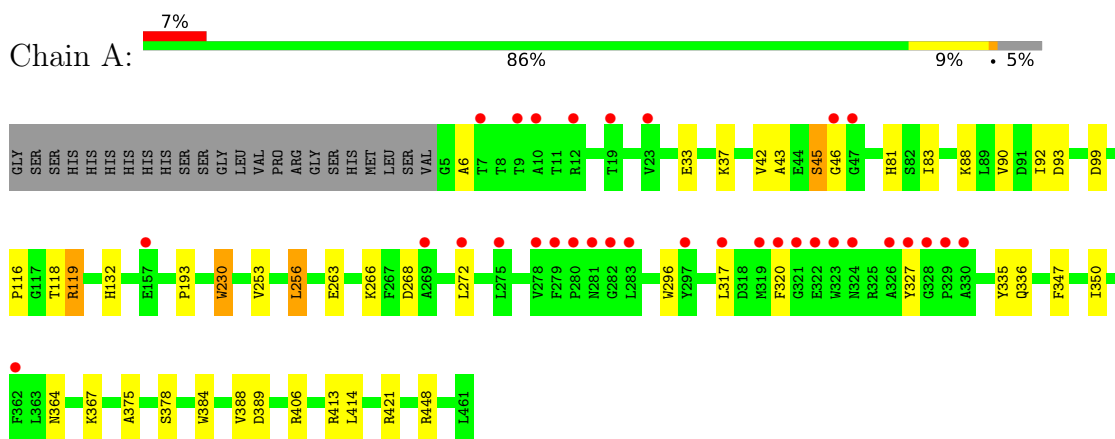 7%
Chain A:
86% 9% • 5%
GLY SER SER HIS HIS HIS HIS HIS HIS SER SER GLY LEU VAL PRO ARG GLY SER HIS MET LEU SER VAL G5 A6 T7 T8 T9 A10 T11 R12 T19 V23 E33 K37 V42 A43 E44 S45 G46 G47 H81 S82 I83 K88 L89 V90 D91 I92 D93 D99
P116 G117 T118 R119 H132 E157 P193 W230 V253 L256 E263 K266 F267 D268 A269 L272 L275 V278 F279 P280 N281 G282 L283 W296 Y297 L317 D318 M319 F320 G321 E322 W323 N324 R325 A326 Y327 G328 P329 A330 Y335 Q336 F347 I350
F362 L363 N364 K367 A375 S378 W384 V388 D389 R406 R413 L414 R421 R448 L461